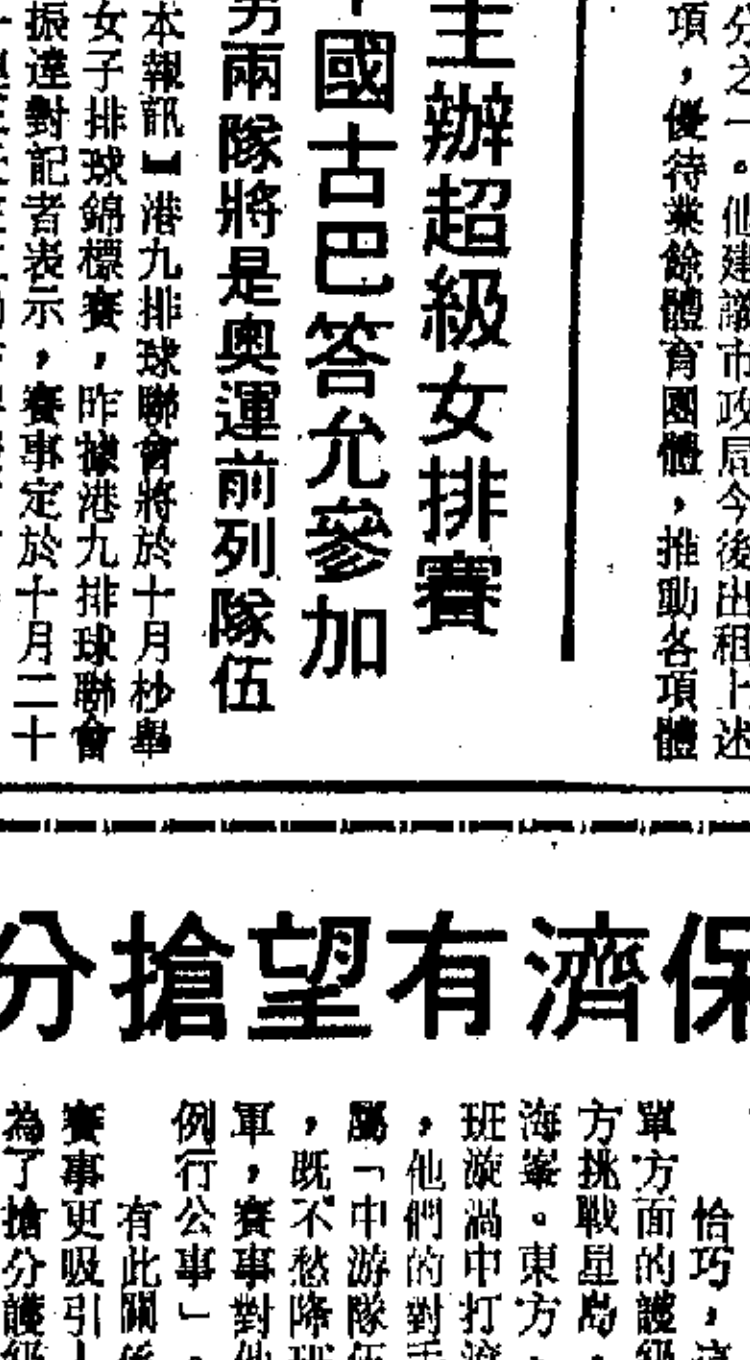 項，優待業餘體育團體，推動各項體
主辦超級女排賽
國古巴答允參加
另兩隊將是奧運前列隊伍
本報訊】港九排球聯會將於十月杪舉
女子排球錦標賽，昨據港九排球聯會
振達對記者表示，賽事定於十月二十
分之一。他建議市政局今後出租上述
保濟有望搶分
恰巧，
單方面的護級
方挑戰星島，
海峯。東方，
班漩渦中打滾
，他們的對手
屬「中游隊伍
，既不愁降班
軍，賽事對他
例行公事」，
有此關係
賽事更吸引人
為了搶分護級